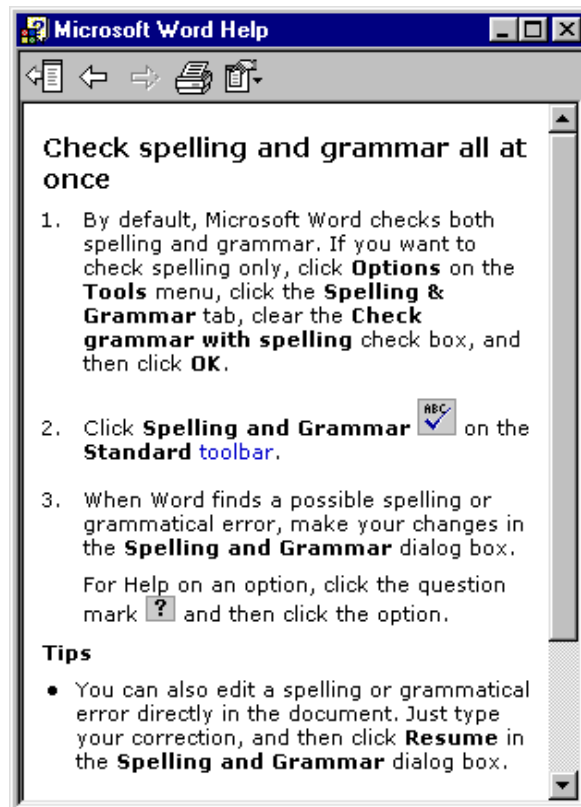 Microsoft Word Help
Check spelling and grammar all at
once
1. By default, Microsoft Word checks both
spelling and grammar. If you want to
check spelling only, click Options on the
Tools menu, click the Spelling &
Grammar tab, clear the Check
grammar with spelling check box, and
then click OK.
2. Click Spelling and Grammar ABC on the
Standard toolbar.
3. When Word finds a possible spelling or
grammatical error, make your changes in
the Spelling and Grammar dialog box.
For Help on an option, click the question
mark ? and then click the option.
Tips
• You can also edit a spelling or grammatical
error directly in the document. Just type
your correction, and then click Resume in
the Spelling and Grammar dialog box.